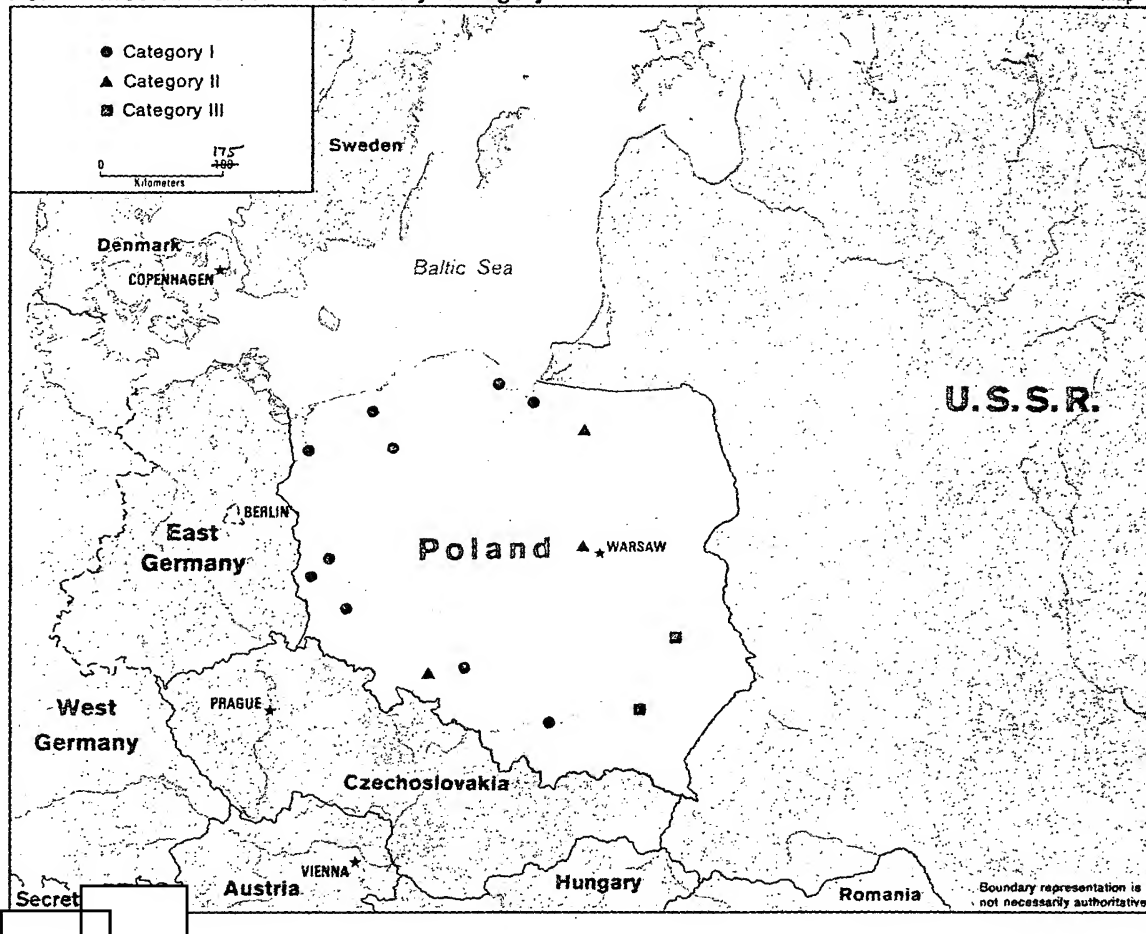 Category I
Category II
Category III
175
0 100
Kilometers
Sweden
Denmark
COPENHAGEN
Baltic Sea
U.S.S.R.
BERLIN
East
Germany
Poland
WARSAW
West
Germany
PRAGUE
Czechoslovakia
VIENNA
Austria
Hungary
Romania
Secret
Boundary representation is
not necessarily authoritative